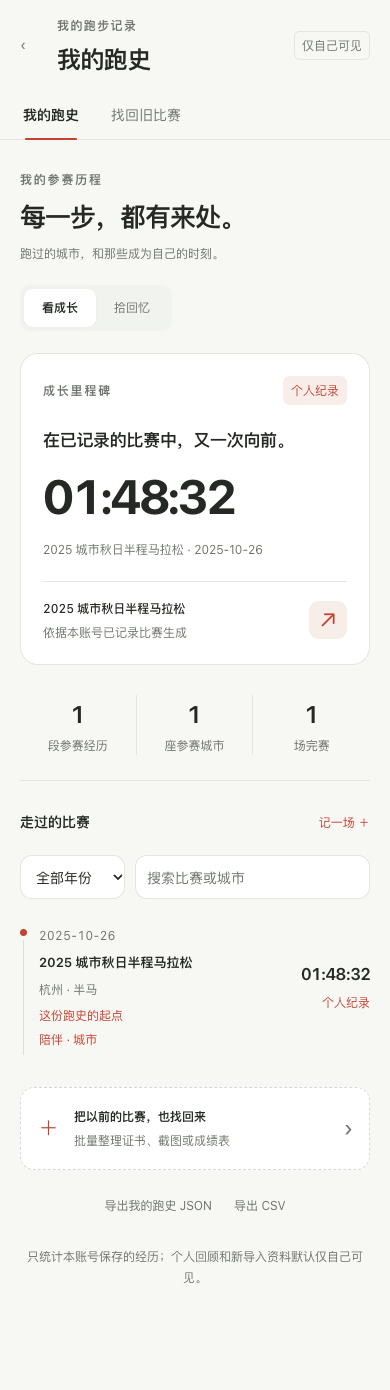 我的跑步记录
‹
我的跑史
仅自己可见
我的跑史
找回旧比赛
我的参赛历程
每一步，都有来处。
跑过的城市，和那些成为自己的时刻。
看成长
拾回忆
成长里程碑
个人纪录
在已记录的比赛中，又一次向前。
01:48:32
2025 城市秋日半程马拉松 · 2025-10-26
2025 城市秋日半程马拉松
依据本账号已记录比赛生成
1
1
1
段参赛经历
座参赛城市
场完赛
走过的比赛
记一场 ＋
全部年份
搜索比赛或城市
2025-10-26
2025 城市秋日半程马拉松
01:48:32
杭州 · 半马
个人纪录
这份跑史的起点
陪伴 · 城市
＋
把以前的比赛，也找回来
批量整理证书、截图或成绩表
›
导出我的跑史 JSON
导出 CSV
只统计本账号保存的经历；个人回顾和新导入资料默认仅自己可
见。